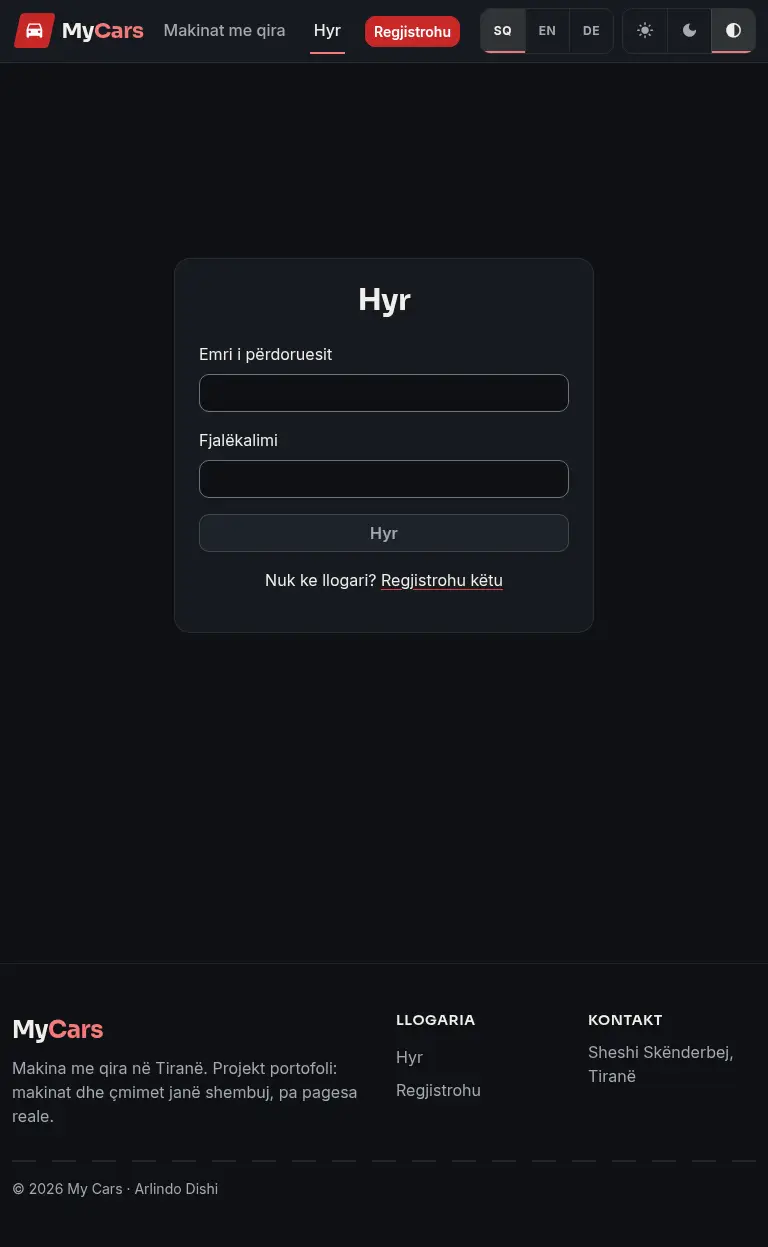 MyCars
Makinat me qira
Hyr
Regjistrohu
SQ
EN
DE
Hyr
Emri i përdoruesit
Fjalëkalimi
Hyr
Nuk ke llogari? Regjistrohu këtu
MyCars
Makina me qira në Tiranë. Projekt portofoli:
makinat dhe çmimet janë shembuj, pa pagesa
reale.
LLOGARIA
Hyr
Regjistrohu
KONTAKT
Sheshi Skënderbej,
Tiranë
© 2026 My Cars · Arlindo Dishi